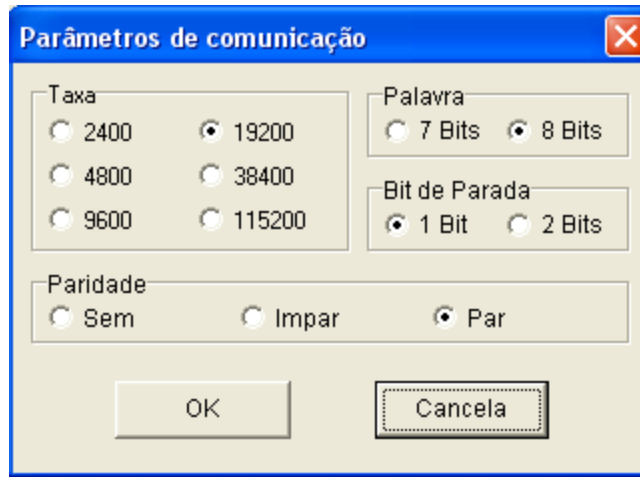 Parâmetros de comunicação
Taxa
2400
19200
4800
38400
9600
115200
Palavra
7 Bits
8 Bits
Bit de Parada
1 Bit
2 Bits
Paridade
Sem
Impar
Par
OK
Cancela